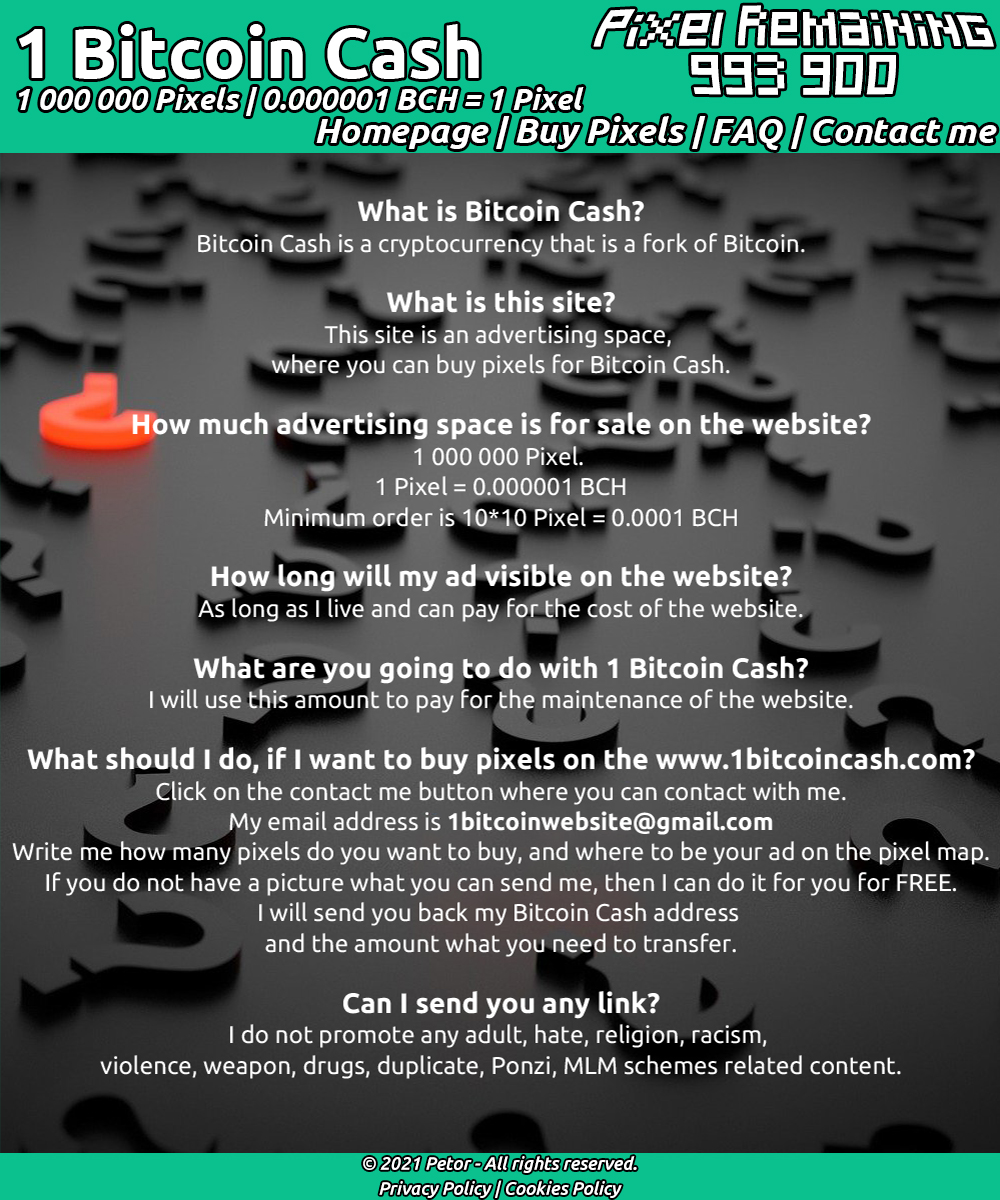 1 Bitcoin Cash
1 000 000 Pixels | 0.000001 BCH = 1 Pixel
Pixel Remaining
993 900
Homepage | Buy Pixels | FAQ | Contact me
What is Bitcoin Cash?
Bitcoin Cash is a cryptocurrency that is a fork of Bitcoin.
What is this site?
This site is an advertising space,
where you can buy pixels for Bitcoin Cash.
How much advertising space is for sale on the website?
1 000 000 Pixel.
1 Pixel = 0.000001 BCH
Minimum order is 10*10 Pixel = 0.0001 BCH
How long will my ad visible on the website?
As long as I live and can pay for the cost of the website.
What are you going to do with 1 Bitcoin Cash?
I will use this amount to pay for the maintenance of the website.
What should I do, if I want to buy pixels on the www.1bitcoincash.com?
Click on the contact me button where you can contact with me.
My email address is 1bitcoinwebsite@gmail.com
Write me how many pixels do you want to buy, and where to be your ad on the pixel map.
If you do not have a picture what you can send me, then I can do it for you for FREE.
I will send you back my Bitcoin Cash address
and the amount what you need to transfer.
Can I send you any link?
I do not promote any adult, hate, religion, racism,
violence, weapon, drugs, duplicate, Ponzi, MLM schemes related content.
© 2021 Petor - All rights reserved.
Privacy Policy | Cookies Policy